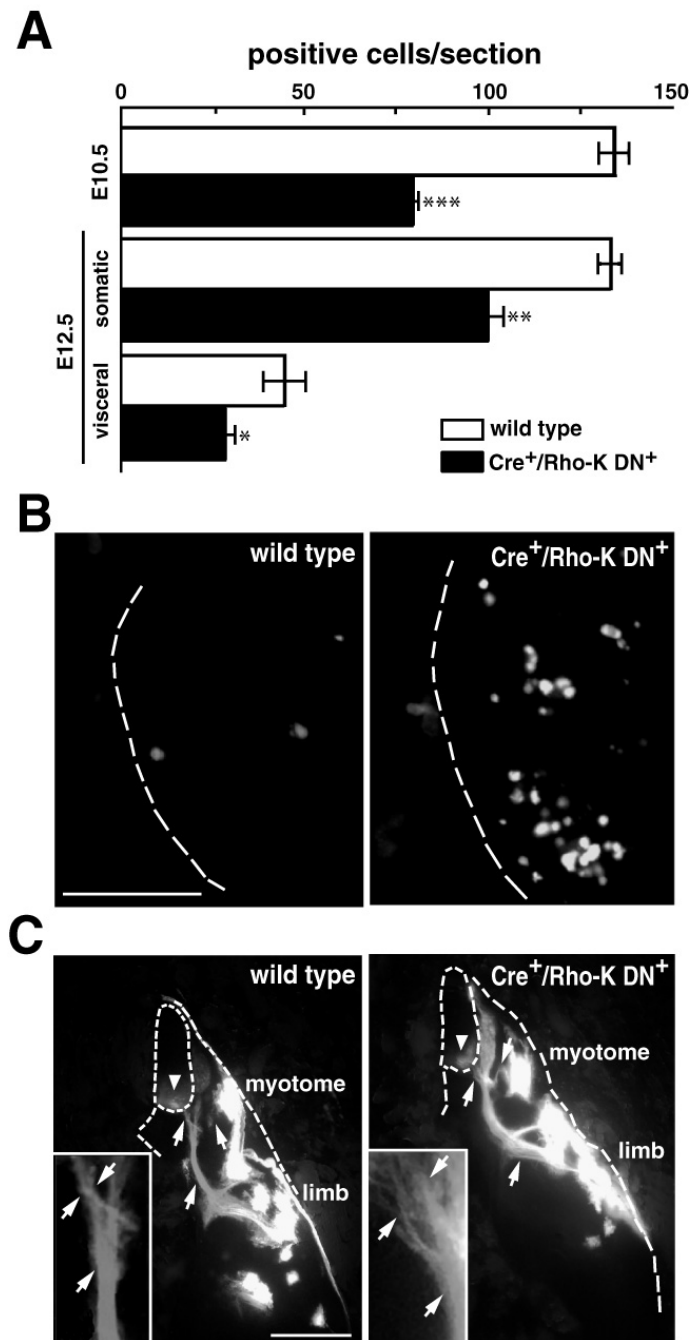 A
positive cells/section
0 50 100 150
E10.5
***
E12.5
somatic
**
visceral
*
wild type
Cre⁺/Rho-K DN⁺
B
wild type
Cre⁺/Rho-K DN⁺
C
wild type
myotome
limb
Cre⁺/Rho-K DN⁺
myotome
limb